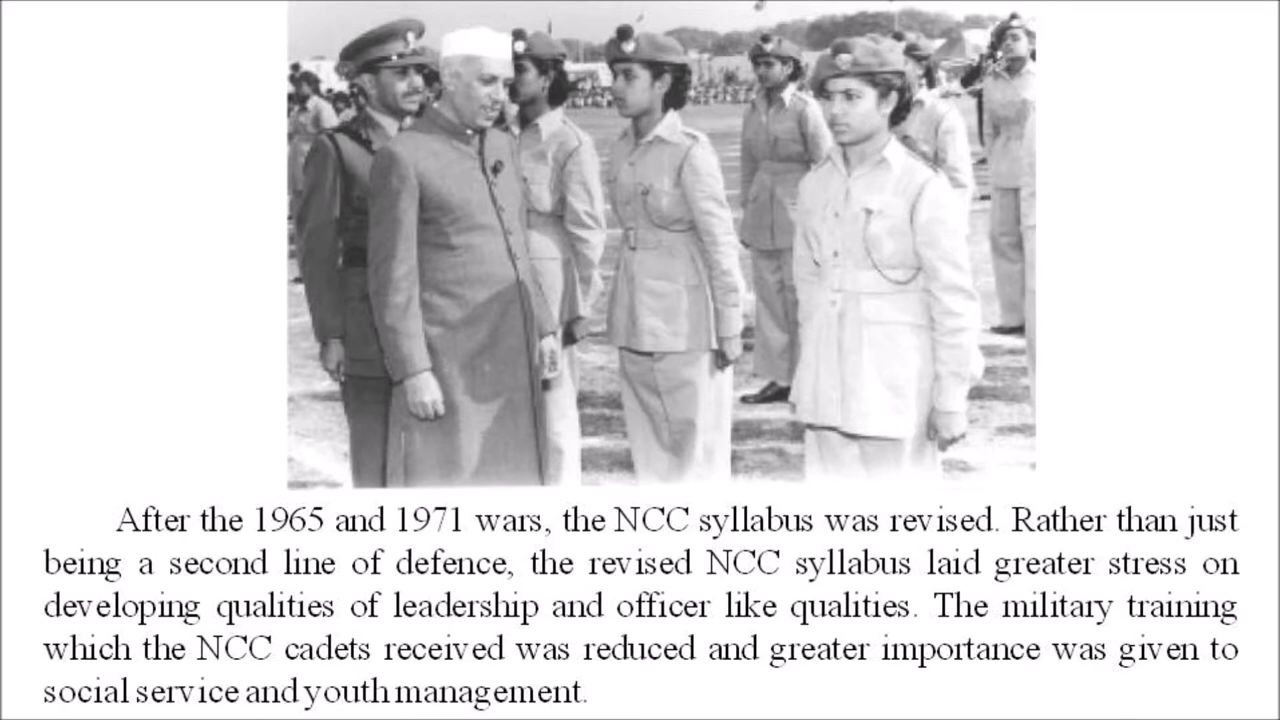 After the 1965 and 1971 wars, the NCC syllabus was revised. Rather than just
being a second line of defence, the revised NCC syllabus laid greater stress on
developing qualities of leadership and officer like qualities. The military training
which the NCC cadets received was reduced and greater importance was given to
social service and youth management.